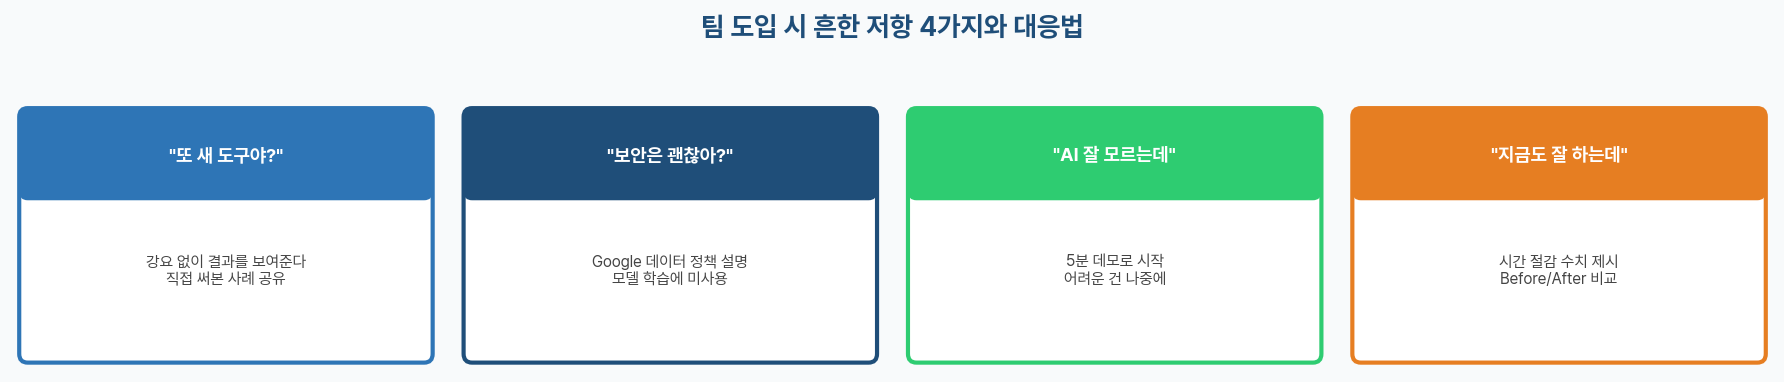 팀 도입 시 흔한 저항 4가지와 대응법
"또 새 도구야?"
강요 없이 결과를 보여준다
직접 써본 사례 공유
"보안은 괜찮아?"
Google 데이터 정책 설명
모델 학습에 미사용
"AI 잘 모르는데"
5분 데모로 시작
어려운 건 나중에
"지금도 잘 하는데"
시간 절감 수치 제시
Before/After 비교